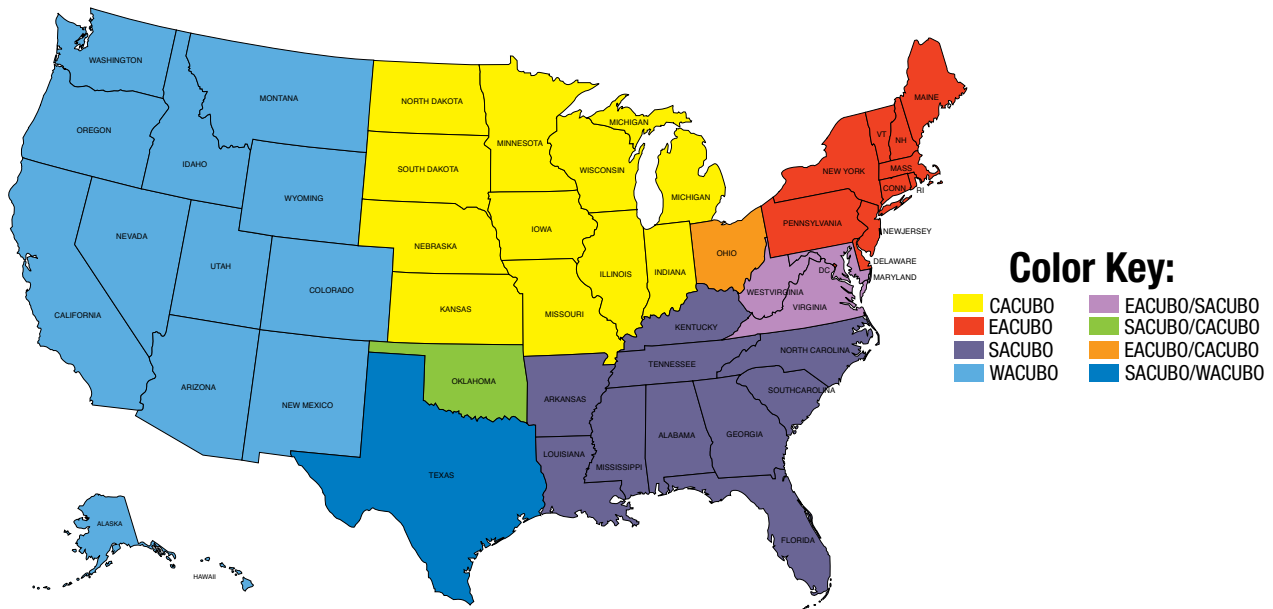 WASHINGTON
MONTANA
OREGON
IDAHO
WYOMING
NEVADA
UTAH
COLORADO
CALIFORNIA
ARIZONA
NEW MEXICO
ALASKA
HAWAII
NORTH DAKOTA
SOUTH DAKOTA
NEBRASKA
KANSAS
MINNESOTA
IOWA
MISSOURI
WISCONSIN
MICHIGAN
MICHIGAN
ILLINOIS
INDIANA
OHIO
OKLAHOMA
TEXAS
ARKANSAS
LOUISIANA
MISSISSIPPI
ALABAMA
GEORGIA
FLORIDA
TENNESSEE
KENTUCKY
NORTH CAROLINA
SOUTHCAROLINA
WESTVIRGINIA
VIRGINIA
DC
MAINE
VT
NH
MASS
CONN
RI
NEW YORK
PENNSYLVANIA
NEWJERSEY
DELAWARE
MARYLAND
Color Key:
CACUBO
EACUBO
SACUBO
WACUBO
EACUBO/SACUBO
SACUBO/CACUBO
EACUBO/CACUBO
SACUBO/WACUBO